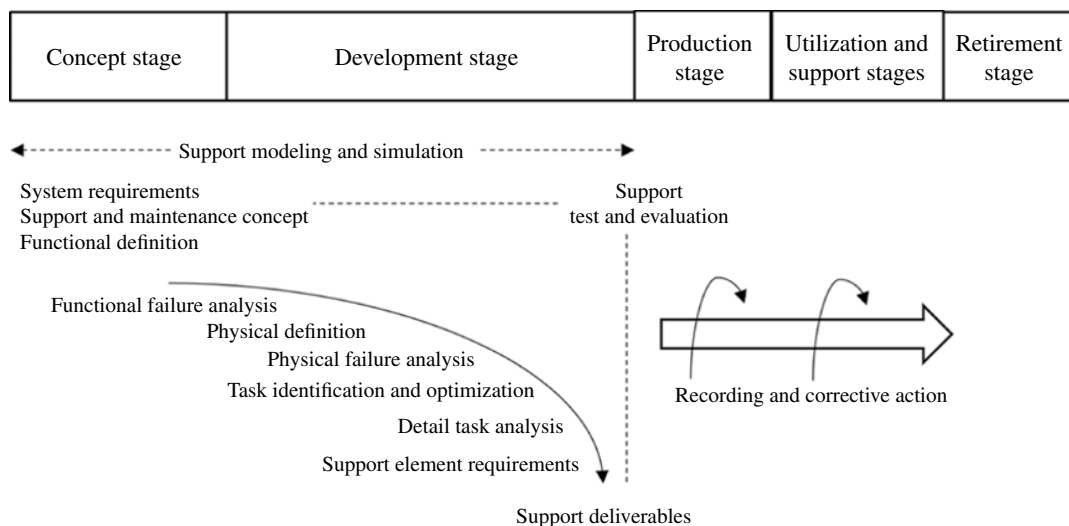 Concept stage
Development stage
Production
stage
Utilization and
support stages
Retirement
stage
Support modeling and simulation
System requirements
Support and maintenance concept
Functional definition
Support
test and evaluation
Functional failure analysis
Physical definition
Physical failure analysis
Task identification and optimization
Detail task analysis
Support element requirements
Support deliverables
Recording and corrective action